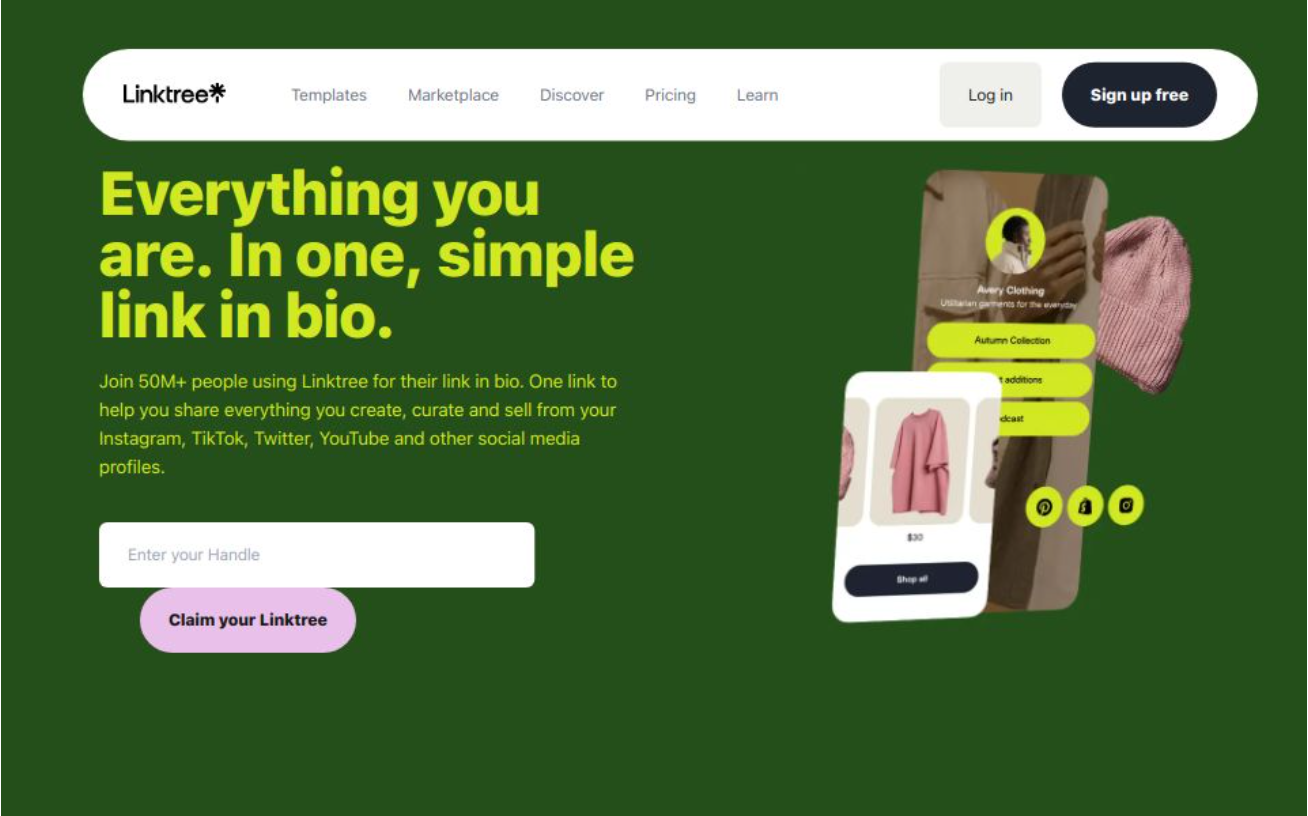 Linktree*
Templates
Marketplace
Discover
Pricing
Learn
Log in
Sign up free
Everything you
are. In one, simple
link in bio.
Join 50M+ people using Linktree for their link in bio. One link to
help you share everything you create, curate and sell from your
Instagram, TikTok, Twitter, YouTube and other social media
profiles.
Enter your Handle
Claim your Linktree
Avery Clothing
Utilitarian garments for the everyday
Autumn Collection
additions
$30
Shop all